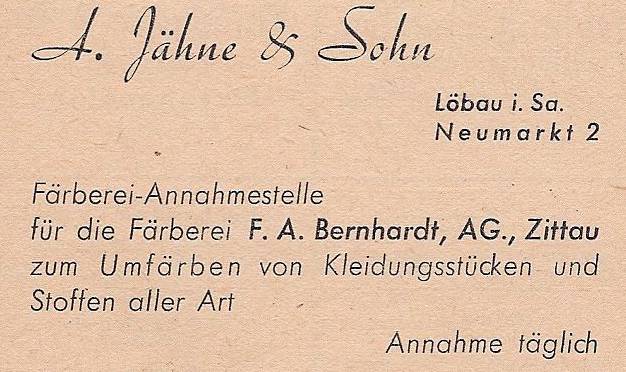 A. Jähne & Sohn
Löbau i. Sa.
Neumarkt 2
Färberei-Annahmestelle
für die Färberei F. A. Bernhardt, AG., Zittau
zum Umfärben von Kleidungsstücken und
Stoffen aller Art
Annahme täglich